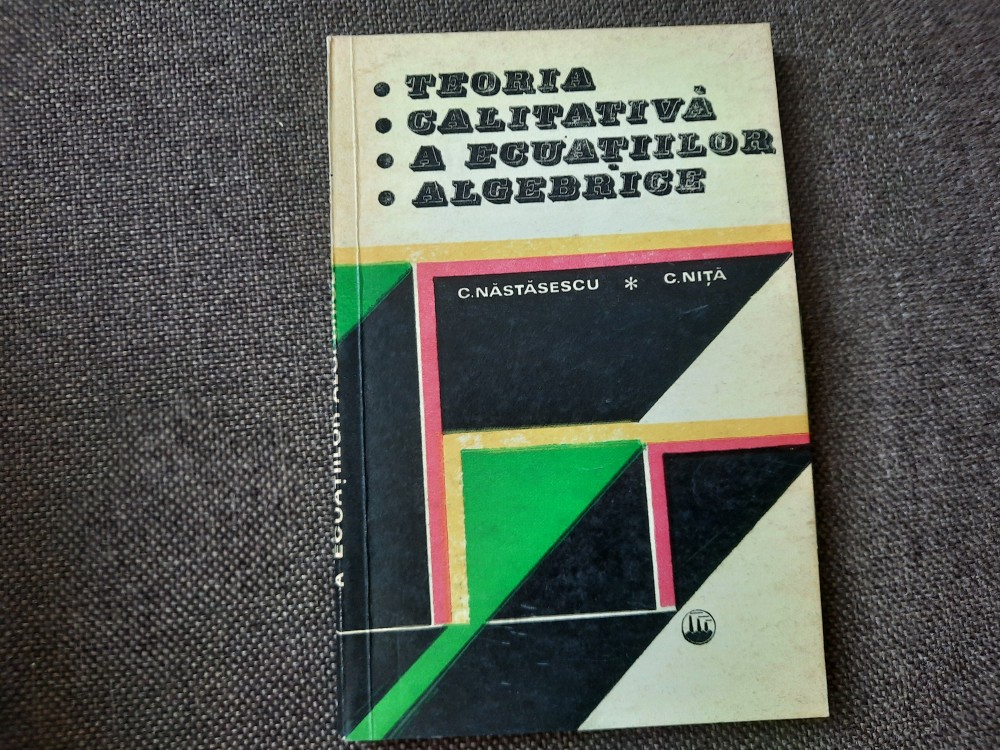 • TEORIA
• CALITATIVĂ
• A ECUAȚIILOR
• ALGEBRICE
C.NĂSTĂSESCU * C.NIȚĂ
A ECUAȚIILOR